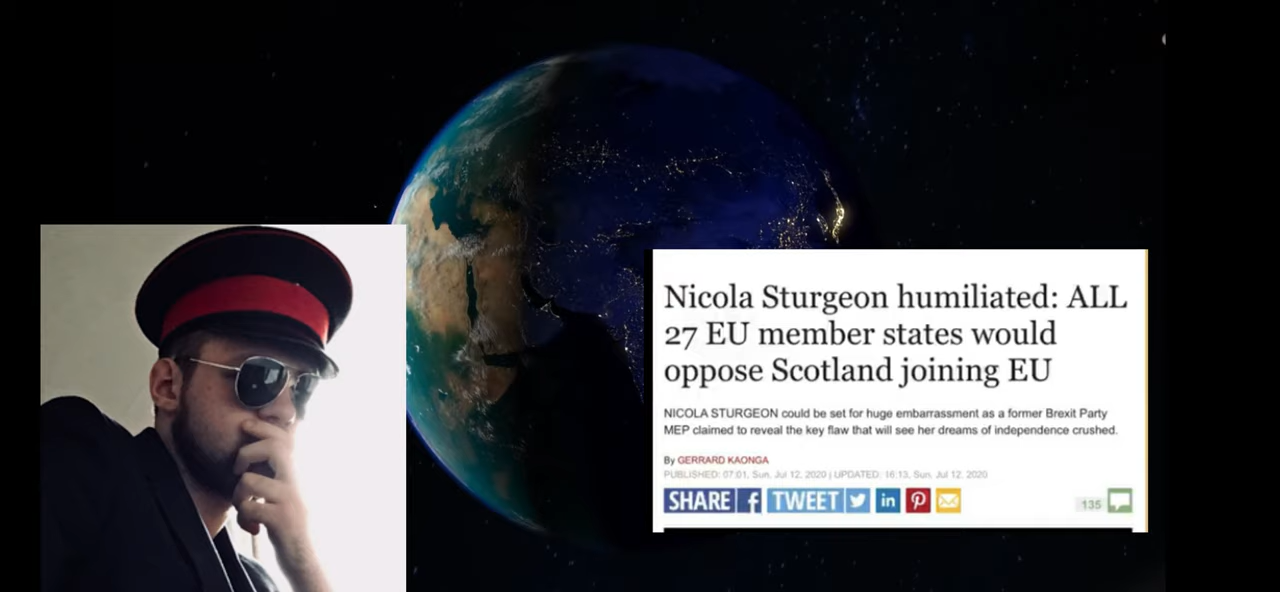 Nicola Sturgeon humiliated: ALL
27 EU member states would
oppose Scotland joining EU
NICOLA STURGEON could be set for huge embarrassment as a former Brexit Party
MEP claimed to reveal the key flaw that will see her dreams of independence crushed.
By GERRARD KAONGA
PUBLISHED: 07:01, Sun, Jul 12, 2020 | UPDATED: 16:13, Sun, Jul 12, 2020
SHARE f TWEET in 135